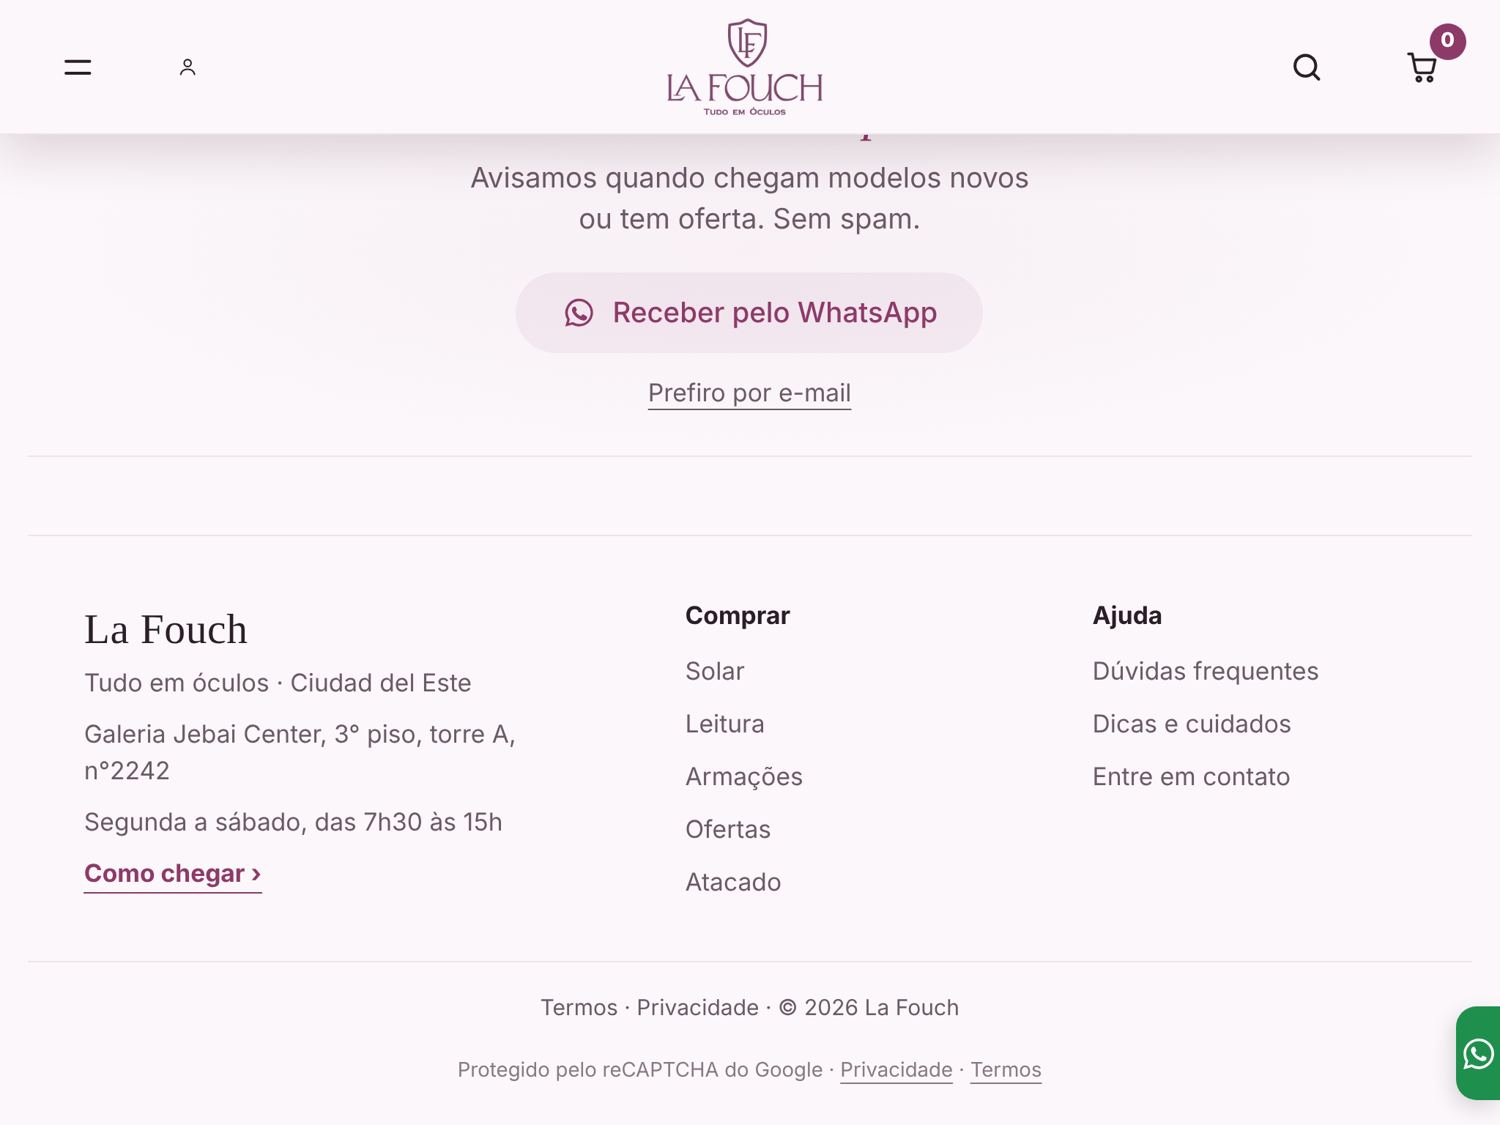 LF
LA FOUCH
TUDO EM ÓCULOS
0
Avisamos quando chegam modelos novos
ou tem oferta. Sem spam.
Receber pelo WhatsApp
Prefiro por e-mail
La Fouch
Tudo em óculos · Ciudad del Este
Galeria Jebai Center, 3° piso, torre A,
n°2242
Segunda a sábado, das 7h30 às 15h
Como chegar ›
Comprar
Solar
Leitura
Armações
Ofertas
Atacado
Ajuda
Dúvidas frequentes
Dicas e cuidados
Entre em contato
Termos · Privacidade · © 2026 La Fouch
Protegido pelo reCAPTCHA do Google · Privacidade · Termos